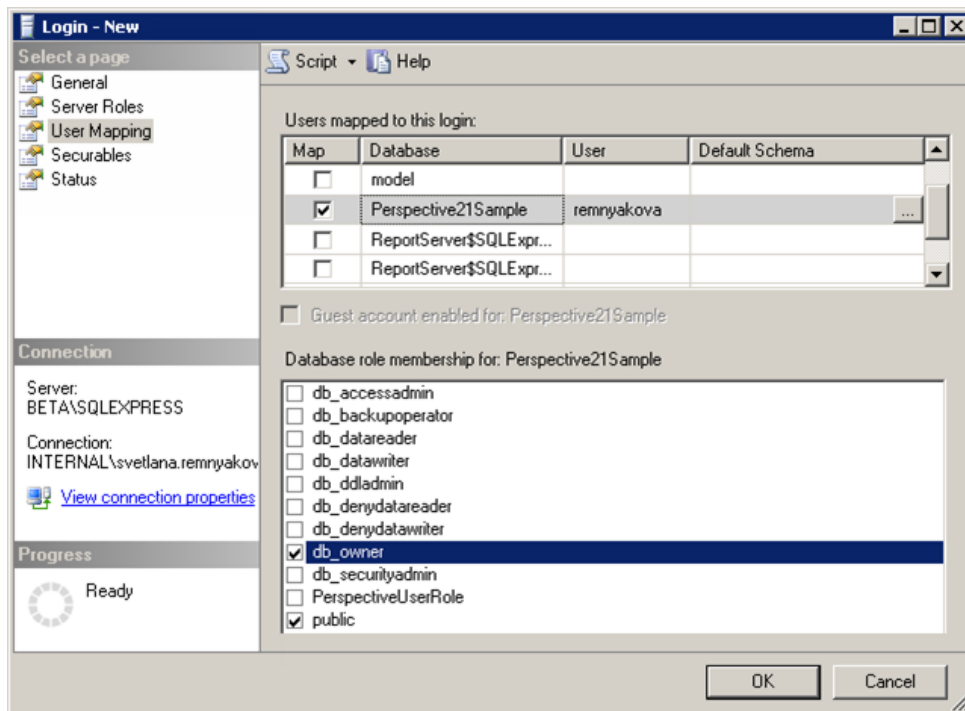 Login - New
Select a page
General
Server Roles
User Mapping
Securables
Status
Script
Help
Users mapped to this login:
Map Database User Default Schema
model
Perspective21Sample remnyakova ...
ReportServer$SQLExpr...
ReportServer$SQLExpr...
Guest account enabled for: Perspective21Sample
Database role membership for: Perspective21Sample
db_accessadmin
db_backupoperator
db_datareader
db_datawriter
db_ddladmin
db_denydatareader
db_denydatawriter
db_owner
db_securityadmin
PerspectiveUserRole
public
Connection
Server:
BETA\SQLEXPRESS
Connection:
INTERNAL\svetlana.remnyakov
View connection properties
Progress
Ready
OK Cancel